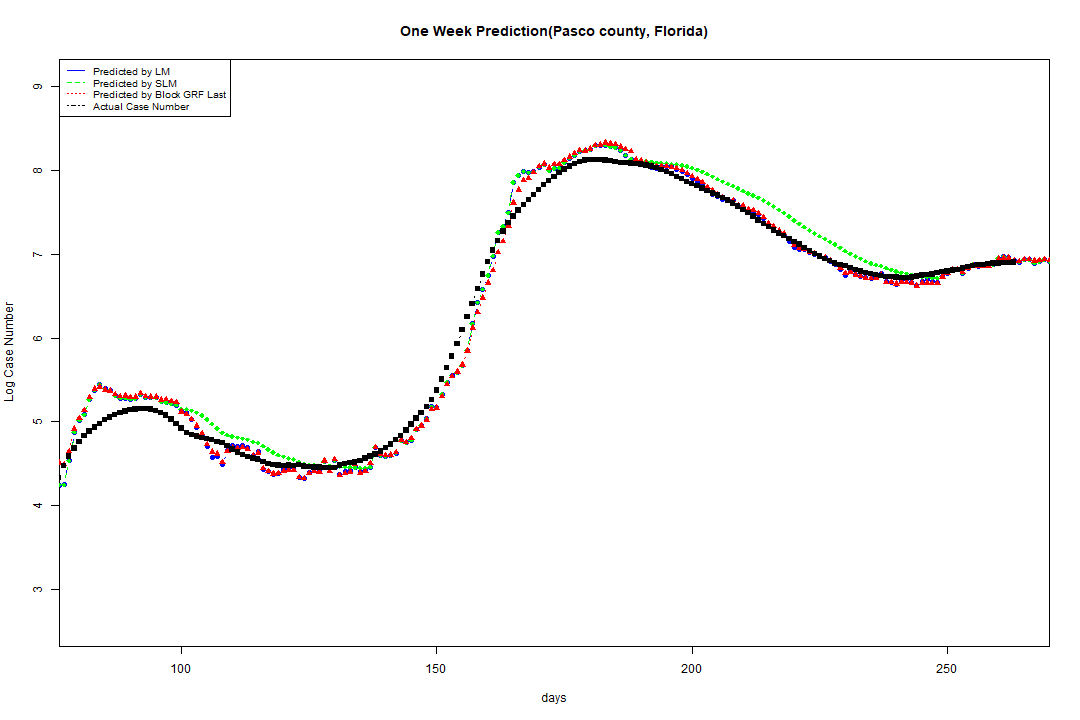 One Week Prediction(Pasco county, Florida)
Predicted by LM
Predicted by SLM
Predicted by Block GRF Last
Actual Case Number
Log Case Number
9
8
7
6
5
4
3
100 150 200 250
days